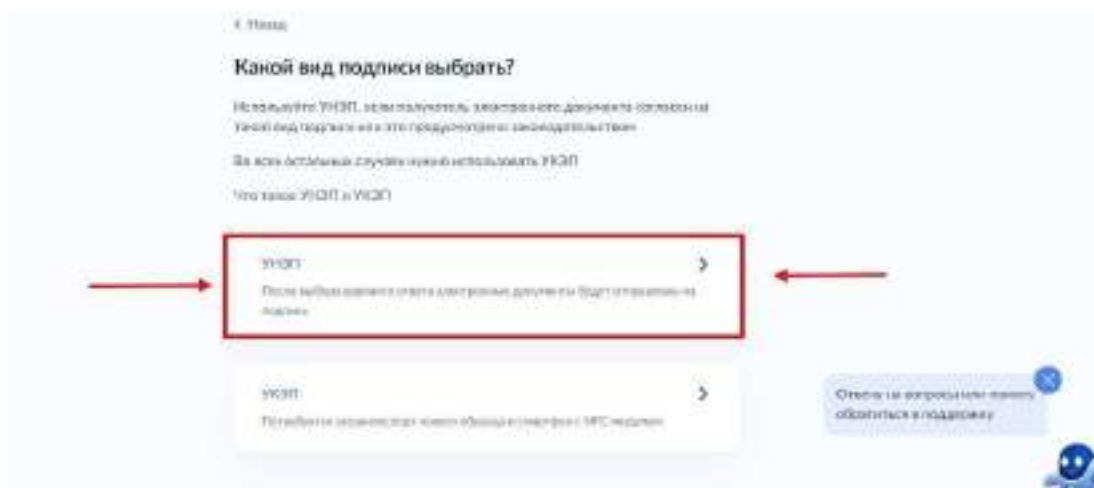 Назад
Какой вид подписи выбрать?
Используйте УНЭП, если получатель электронного документа согласен на
такой вид подписи или это предусмотрено законодательством
Во всех остальных случаях нужно использовать УКЭП
Что такое УНЭП и УКЭП
УНЭП
После выбора варианта ответа электронные документы будут отправлены на
подпись
УКЭП
Потребуется загранпаспорт нового образца и смартфон с NFC-модулем
Отвечу на вопросы или помогу
обратиться в поддержку